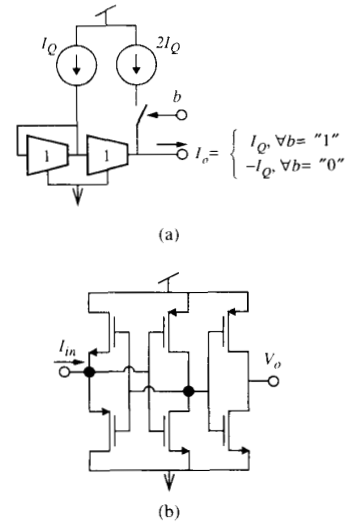 I_Q 2I_Q
b
1 1 I_o = { I_Q, ∀b= "1"
-I_Q, ∀b= "0"
(a)
I_in
V_o
(b)